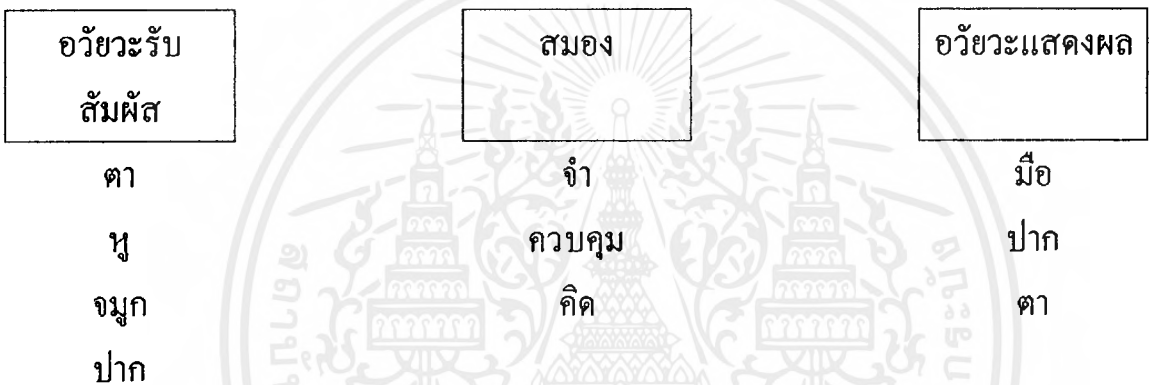 อวัยวะรับ
สัมผัส
สมอง
อวัยวะแสดงผล
ตา
จำ
มือ
หู
ควบคุม
ปาก
จมูก
คิด
ตา
ปาก